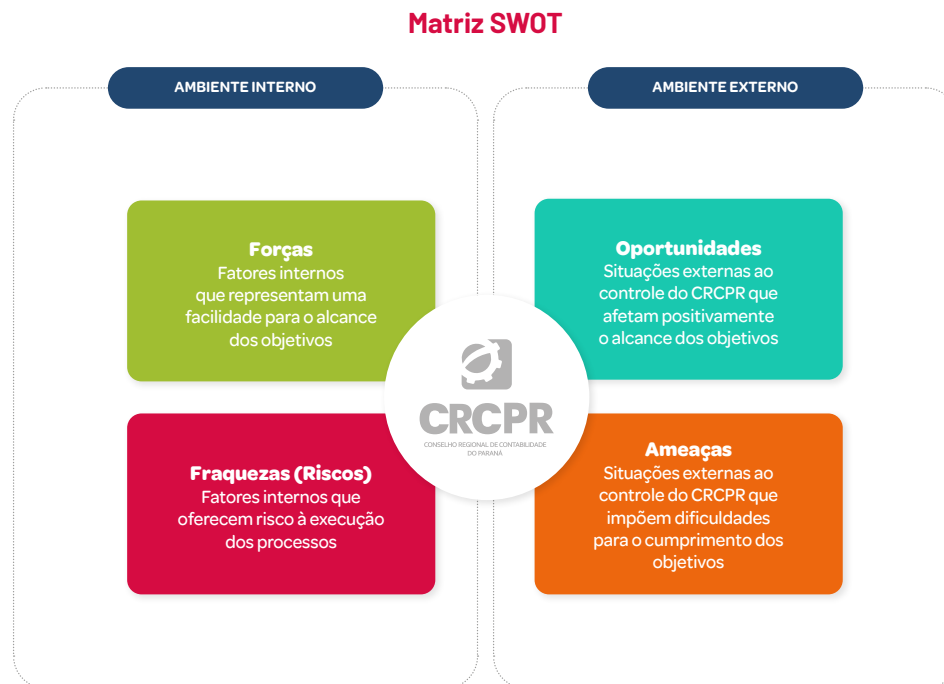 Matriz SWOT
AMBIENTE INTERNO
AMBIENTE EXTERNO
Forças
Fatores internos
que representam uma
facilidade para o alcance
dos objetivos
Oportunidades
Situações externas ao
controle do CRCPR que
afetam positivamente
o alcance dos objetivos
CRCPR
CONSELHO REGIONAL DE CONTABILIDADE
DO PARANÁ
Fraquezas (Riscos)
Fatores internos que
oferecem risco à execução
dos processos
Ameaças
Situações externas ao
controle do CRCPR que
impõem dificuldades
para o cumprimento dos
objetivos